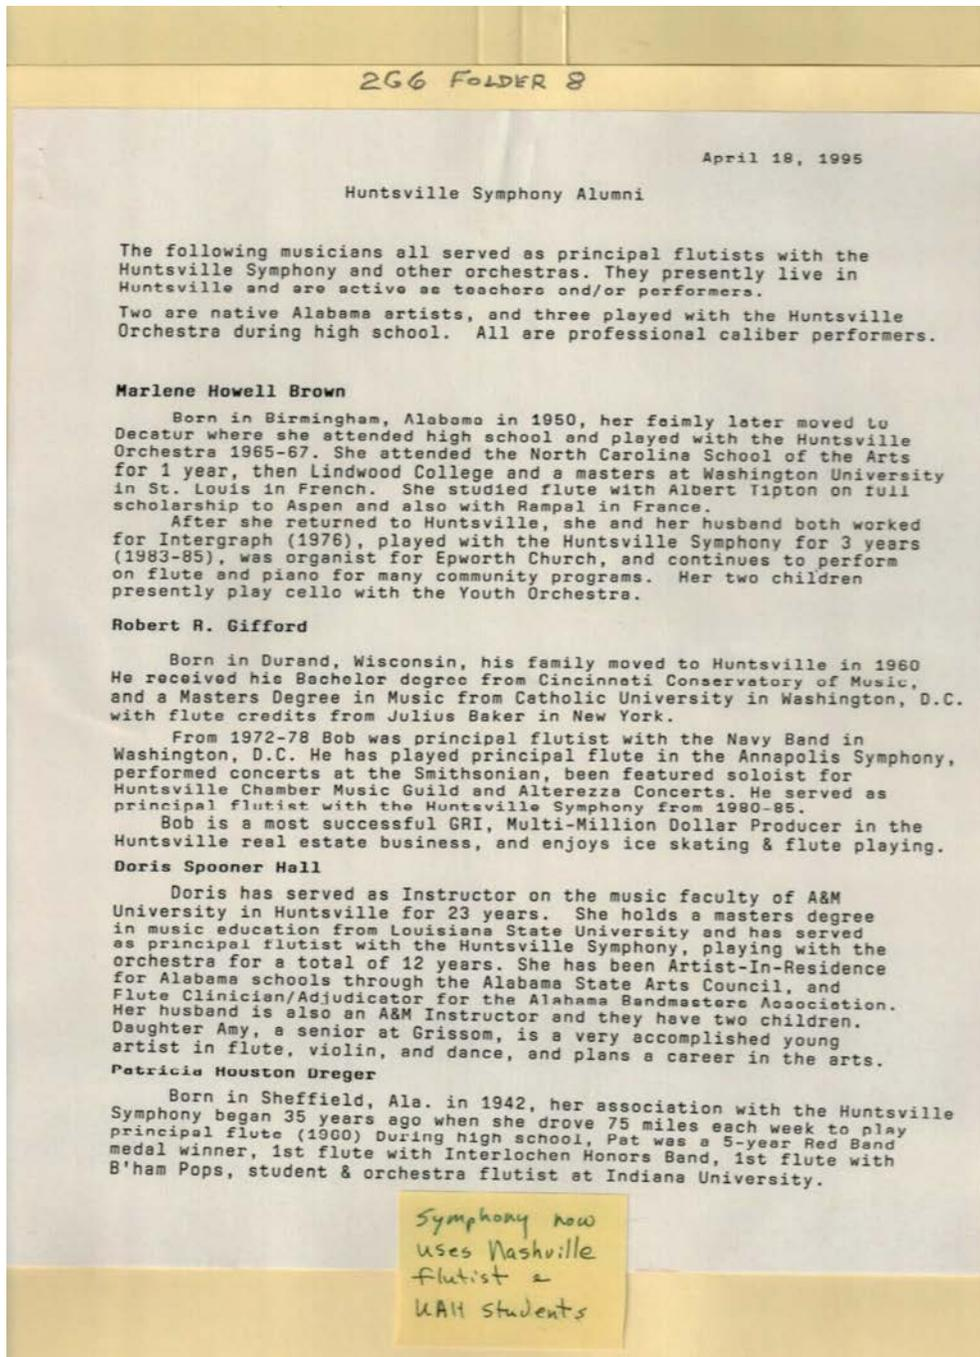 2G6 FOLDER 8
April 18, 1995
Huntsville Symphony Alumni
The following musicians all served as principal flutists with the
Huntsville Symphony and other orchestras. They presently live in
Huntsville and are active as teachers and/or performers.
Two are native Alabama artists, and three played with the Huntsville
Orchestra during high school. All are professional caliber performers.
Marlene Howell Brown
Born in Birmingham, Alabama in 1950, her faimly later moved to
Decatur where she attended high school and played with the Huntsville
Orchestra 1965-67. She attended the North Carolina School of the Arts
for 1 year, then Lindwood College and a masters at Washington University
in St. Louis in French. She studied flute with Albert Tipton on full
scholarship to Aspen and also with Rampal in France.
After she returned to Huntsville, she and her husband both worked
for Intergraph (1976), played with the Huntsville Symphony for 3 years
(1983-85), was organist for Epworth Church, and continues to perform
on flute and piano for many community programs. Her two children
presently play cello with the Youth Orchestra.
Robert R. Gifford
Born in Durand, Wisconsin, his family moved to Huntsville in 1960
He received his Bachelor degree from Cincinnati Conservatory of Music,
and a Masters Degree in Music from Catholic University in Washington, D.C.
with flute credits from Julius Baker in New York.
From 1972-78 Bob was principal flutist with the Navy Band in
Washington, D.C. He has played principal flute in the Annapolis Symphony,
performed concerts at the Smithsonian, been featured soloist for
Huntsville Chamber Music Guild and Alterezza Concerts. He served as
principal flutist with the Huntsville Symphony from 1980-85.
Bob is a most successful GRI, Multi-Million Dollar Producer in the
Huntsville real estate business, and enjoys ice skating & flute playing.
Doris Spooner Hall
Doris has served as Instructor on the music faculty of A&M
University in Huntsville for 23 years. She holds a masters degree
in music education from Louisiana State University and has served
as principal flutist with the Huntsville Symphony, playing with the
orchestra for a total of 12 years. She has been Artist-In-Residence
for Alabama schools through the Alabama State Arts Council, and
Flute Clinician/Adjudicator for the Alabama Bandmasters Association.
Her husband is also an A&M Instructor and they have two children.
Daughter Amy, a senior at Grissom, is a very accomplished young
artist in flute, violin, and dance, and plans a career in the arts.
Patricia Houston Dreger
Born in Sheffield, Ala. in 1942, her association with the Huntsville
Symphony began 35 years ago when she drove 75 miles each week to play
principal flute (1960) During high school, Pat was a 5-year Red Band
medal winner, 1st flute with Interlochen Honors Band, 1st flute with
B'ham Pops, student & orchestra flutist at Indiana University.
Symphony now
uses Nashville
flutist &
UAH students